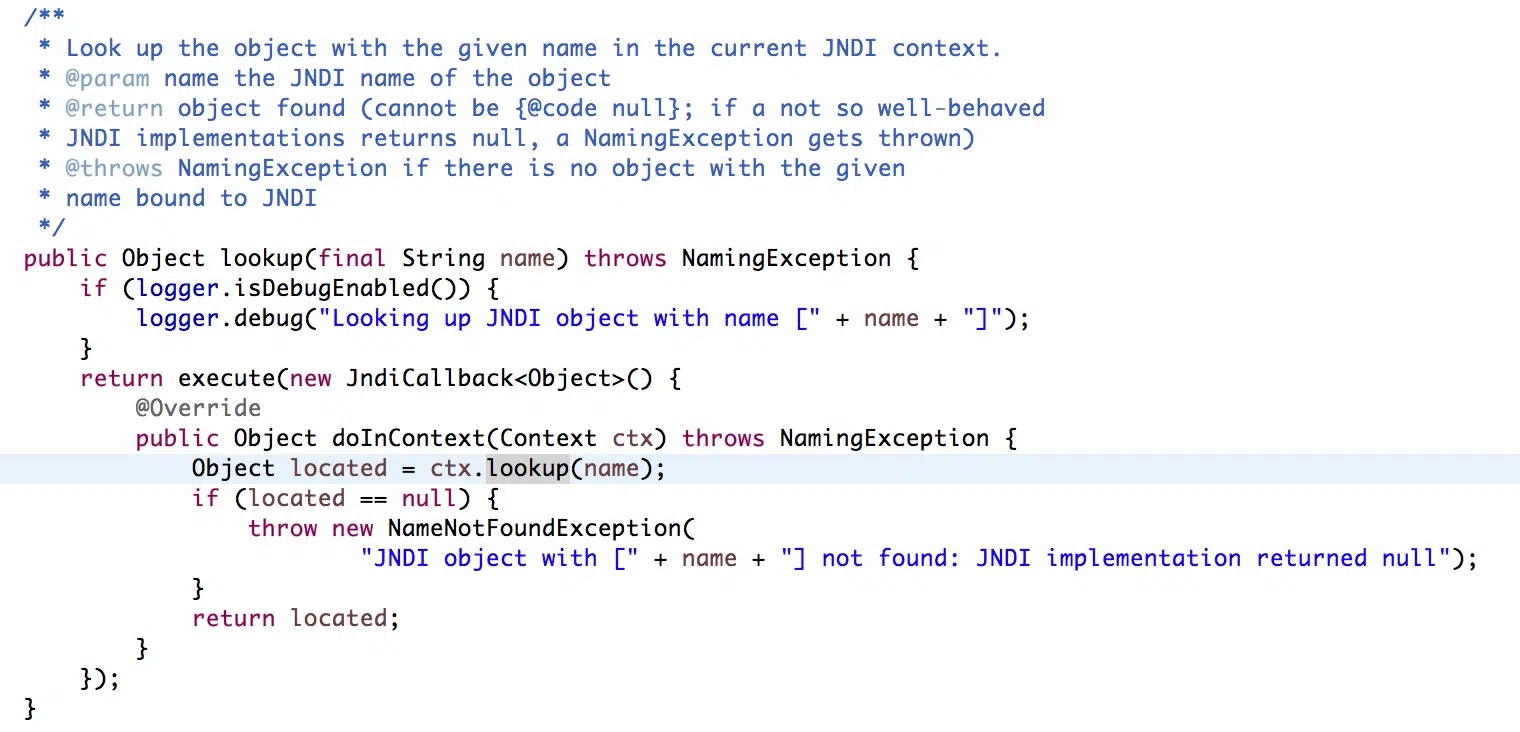 /**
 * Look up the object with the given name in the current JNDI context.
 * @param name the JNDI name of the object
 * @return object found (cannot be {@code null}; if a not so well-behaved
 * JNDI implementations returns null, a NamingException gets thrown)
 * @throws NamingException if there is no object with the given
 * name bound to JNDI
 */
public Object lookup(final String name) throws NamingException {
    if (logger.isDebugEnabled()) {
        logger.debug("Looking up JNDI object with name [" + name + "]");
    }
    return execute(new JndiCallback<Object>() {
        @Override
        public Object doInContext(Context ctx) throws NamingException {
            Object located = ctx.lookup(name);
            if (located == null) {
                throw new NameNotFoundException(
                        "JNDI object with [" + name + "] not found: JNDI implementation returned null");
            }
            return located;
        }
    });
}